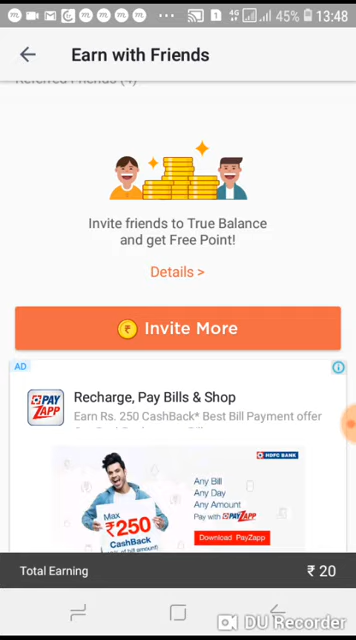 45% 13:48
Earn with Friends
Referred Friends (4)
Invite friends to True Balance
and get Free Point!
Details >
₹ Invite More
AD
PAY
ZAPP
Recharge, Pay Bills & Shop
Earn Rs. 250 CashBack* Best Bill Payment offer
HDFC BANK
Any Bill
Any Day
Any Amount
Pay with PAYZAPP
Max
₹250
CashBack
Download PayZapp
Total Earning ₹ 20
DU Recorder